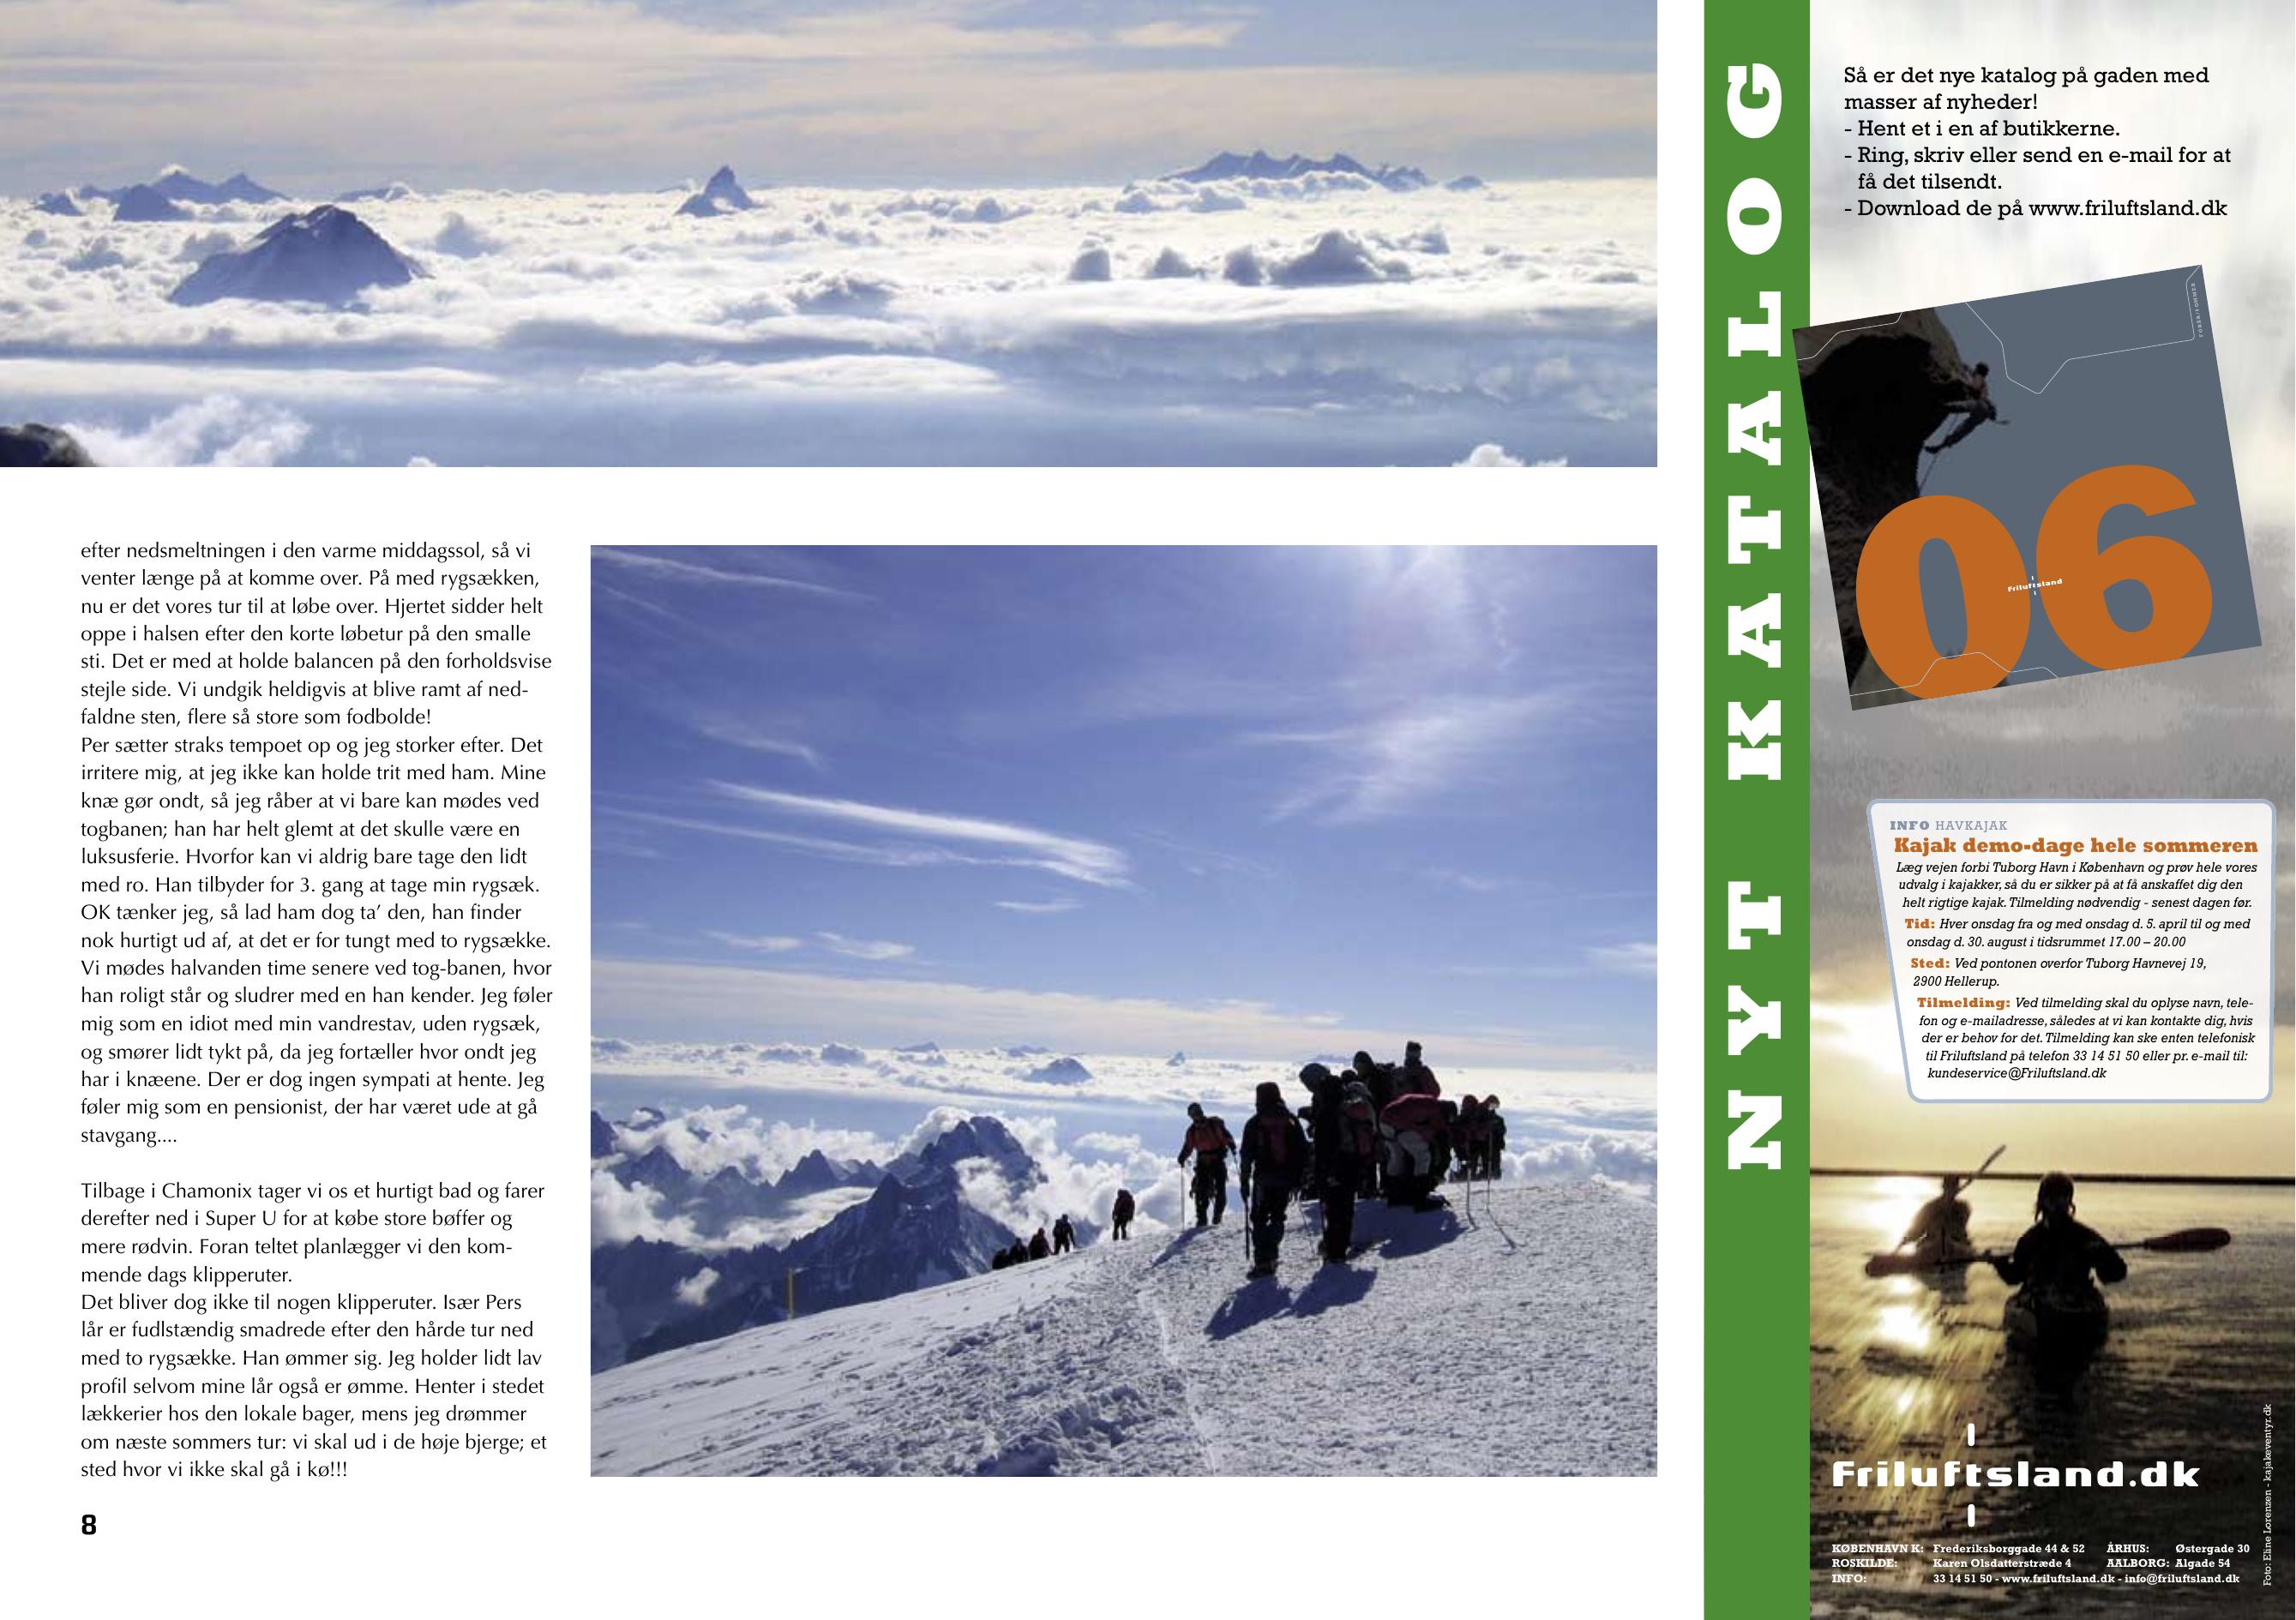 efter nedsmeltningen i den varme middagssol, så vi
venter længe på at komme over. På med rygsækken,
nu er det vores tur til at løbe over. Hjertet sidder helt
oppe i halsen efter den korte løbetur på den smalle
sti. Det er med at holde balancen på den forholdsvise
stejle side. Vi undgik heldigvis at blive ramt af ned-
faldne sten, flere så store som fodbolde!
Per sætter straks tempoet op og jeg storker efter. Det
irritere mig, at jeg ikke kan holde trit med ham. Mine
knæ gør ondt, så jeg råber at vi bare kan mødes ved
togbanen; han har helt glemt at det skulle være en
luksusferie. Hvorfor kan vi aldrig bare tage den lidt
med ro. Han tilbyder for 3. gang at tage min rygsæk.
OK tænker jeg, så lad ham dog ta’ den, han finder
nok hurtigt ud af, at det er for tungt med to rygsække.
Vi mødes halvanden time senere ved tog-banen, hvor
han roligt står og sludrer med en han kender. Jeg føler
mig som en idiot med min vandrestav, uden rygsæk,
og smører lidt tykt på, da jeg fortæller hvor ondt jeg
har i knæene. Der er dog ingen sympati at hente. Jeg
føler mig som en pensionist, der har været ude at gå
stavgang....
Tilbage i Chamonix tager vi os et hurtigt bad og farer
derefter ned i Super U for at købe store bøffer og
mere rødvin. Foran teltet planlægger vi den kom-
mende dags klipperuter.
Det bliver dog ikke til nogen klipperuter. Især Pers
lår er fudlstændig smadrede efter den hårde tur ned
med to rygsække. Han ømmer sig. Jeg holder lidt lav
profil selvom mine lår også er ømme. Henter i stedet
lækkerier hos den lokale bager, mens jeg drømmer
om næste sommers tur: vi skal ud i de høje bjerge; et
sted hvor vi ikke skal gå i kø!!!
8
NYT KATALOG
Så er det nye katalog på gaden med
masser af nyheder!
- Hent et i en af butikkerne.
- Ring, skriv eller send en e-mail for at
få det tilsendt.
- Download de på www.friluftsland.dk
06
Friluftsland
INFO HAVKAJAK
Kajak demo-dage hele sommeren
Læg vejen forbi Tuborg Havn i København og prøv hele vores
udvalg i kajakker, så du er sikker på at få anskaffet dig den
helt rigtige kajak. Tilmelding nødvendig - senest dagen før.
Tid: Hver onsdag fra og med onsdag d. 5. april til og med
onsdag d. 30. august i tidsrummet 17.00 – 20.00
Sted: Ved pontonen overfor Tuborg Havnevej 19,
2900 Hellerup.
Tilmelding: Ved tilmelding skal du oplyse navn, tele-
fon og e-mailadresse, således at vi kan kontakte dig, hvis
der er behov for det. Tilmelding kan ske enten telefonisk
til Friluftsland på telefon 33 14 51 50 eller pr. e-mail til:
kundeservice@Friluftsland.dk
Friluftsland.dk
KØBENHAVN K: Frederiksborggade 44 & 52 ÅRHUS: Østergade 30
ROSKILDE: Karen Olsdatterstræde 4 AALBORG: Algade 54
INFO: 33 14 51 50 - www.friluftsland.dk - info@friluftsland.dk
Foto: Eline Lorenzen - kajakeventyr.dk